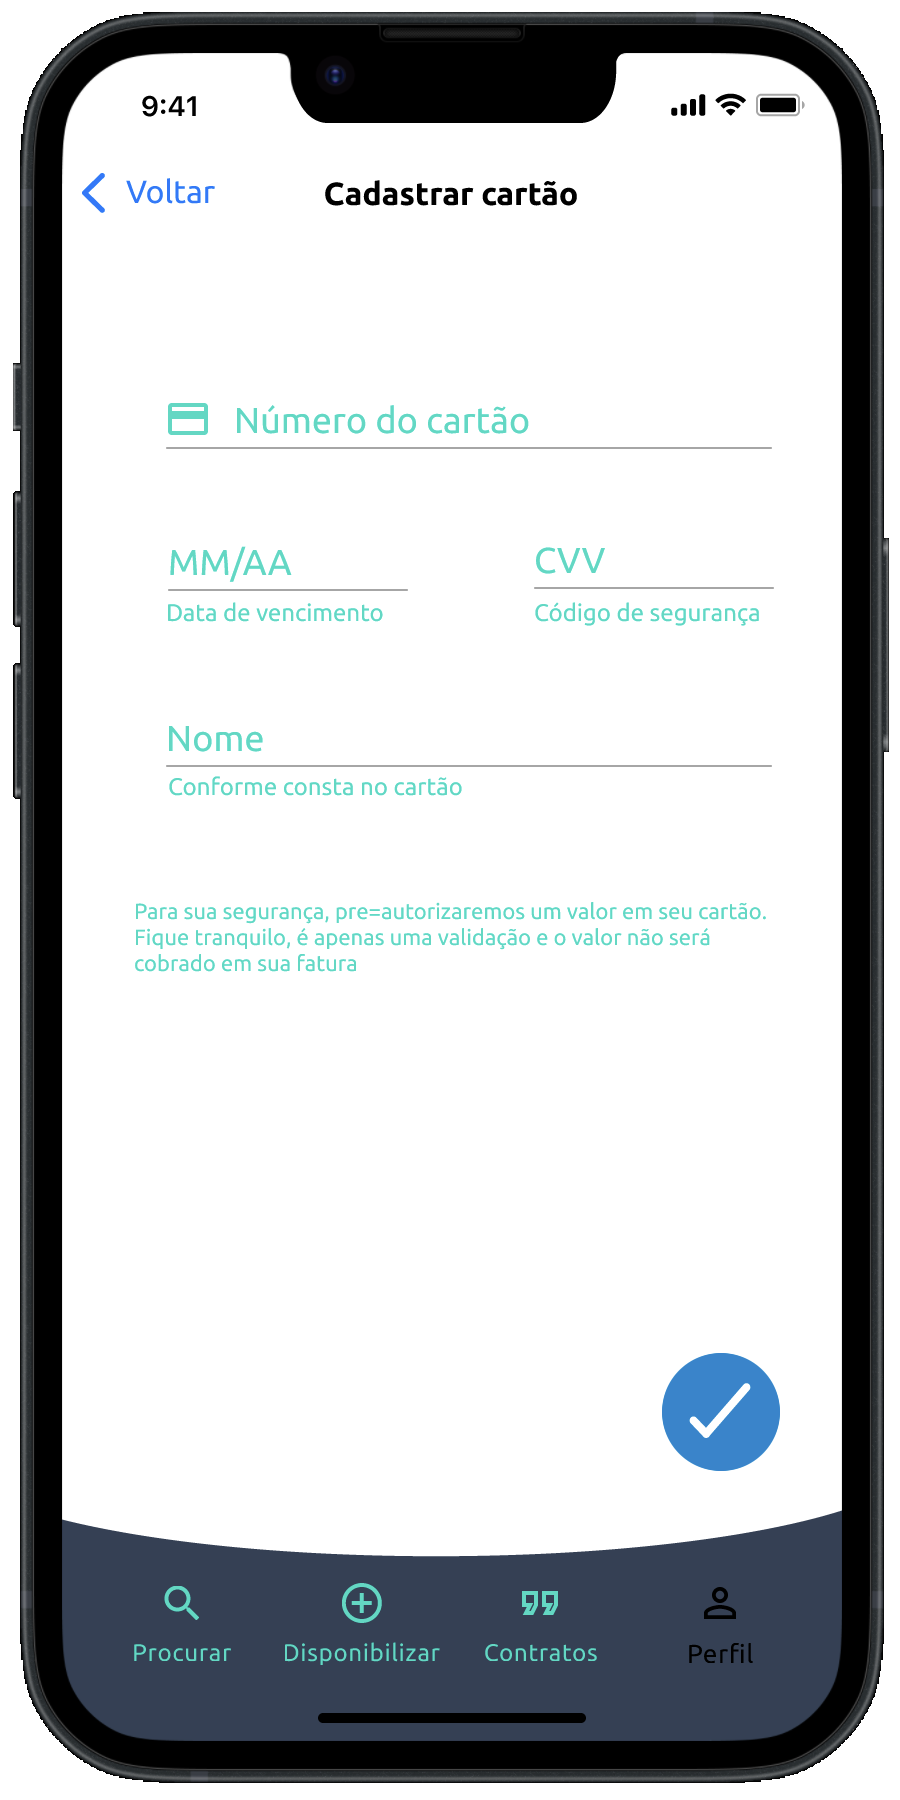 9:41
Voltar
Cadastrar cartão
Número do cartão
MM/AA
CVV
Data de vencimento
Código de segurança
Nome
Conforme consta no cartão
Para sua segurança, pre=autorizaremos um valor em seu cartão.
Fique tranquilo, é apenas uma validação e o valor não será
cobrado em sua fatura
Procurar
Disponibilizar
Contratos
Perfil